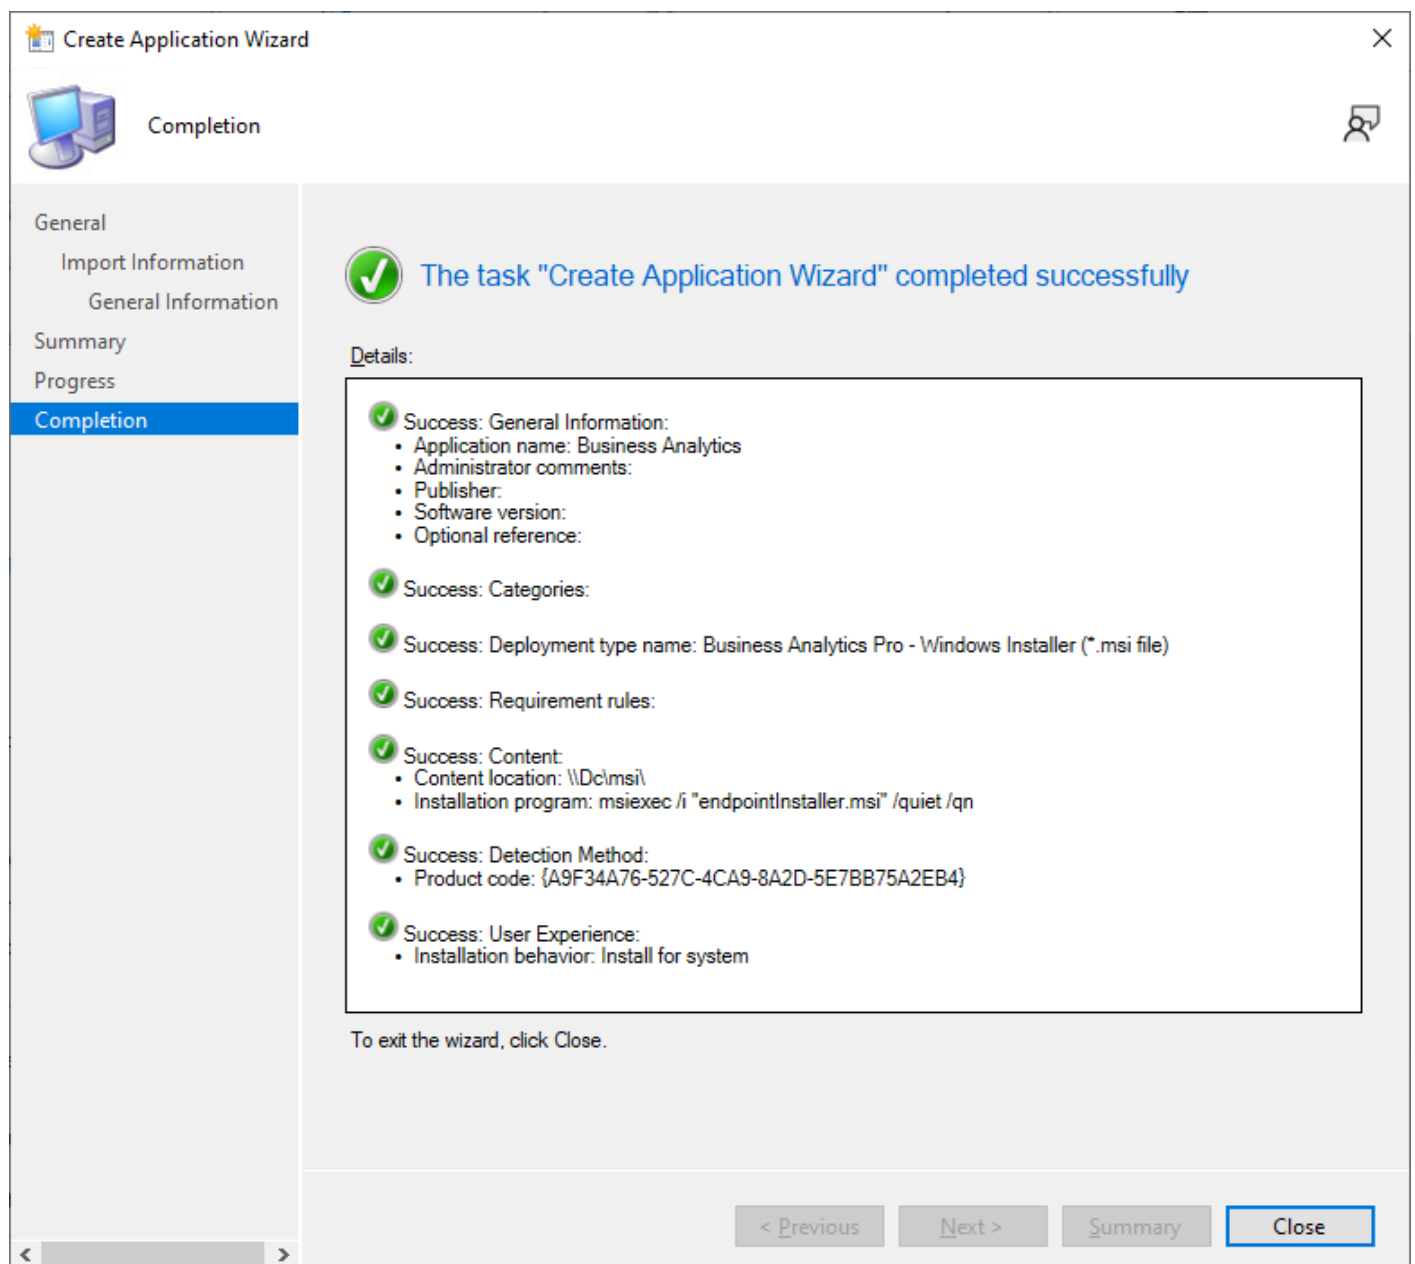 Create Application Wizard
Completion
General
Import Information
General Information
Summary
Progress
Completion
The task "Create Application Wizard" completed successfully
Details:
Success: General Information:
• Application name: Business Analytics
• Administrator comments:
• Publisher:
• Software version:
• Optional reference:
Success: Categories:
Success: Deployment type name: Business Analytics Pro - Windows Installer (*.msi file)
Success: Requirement rules:
Success: Content:
• Content location: \\Dc\msi\
• Installation program: msiexec /i "endpointInstaller.msi" /quiet /qn
Success: Detection Method:
• Product code: {A9F34A76-527C-4CA9-8A2D-5E7BB75A2EB4}
Success: User Experience:
• Installation behavior: Install for system
To exit the wizard, click Close.
< Previous
Next >
Summary
Close